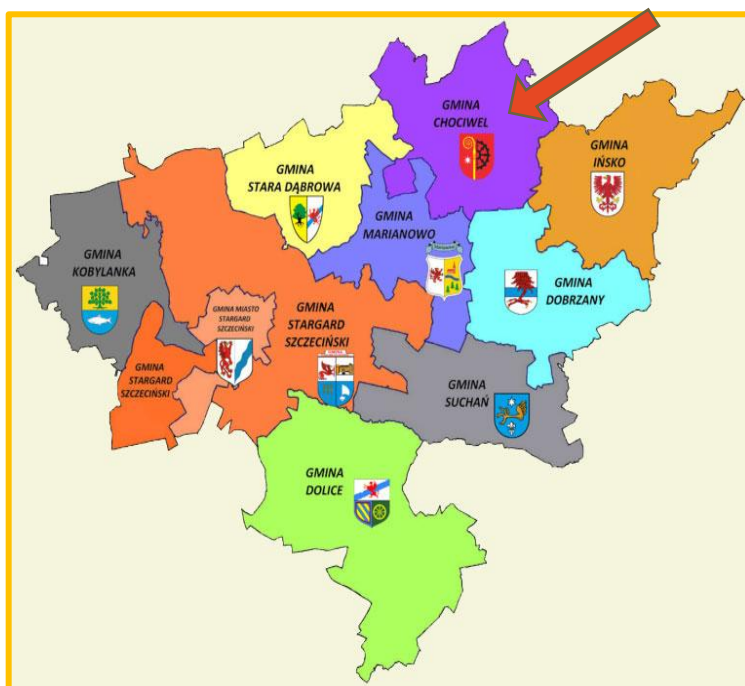 GMINA
CHOCIWEL
GMINA
IŃSKO
GMINA
STARA DĄBROWA
GMINA
MARIANOWO
GMINA
KOBYLANKA
GMINA
DOBRZANY
GMINA MIASTO
STARGARD
SZCZECIŃSKI
GMINA
STARGARD
SZCZECIŃSKI
GMINA
STARGARD
SZCZECIŃSKI
GMINA
SUCHAŃ
GMINA
DOLICE